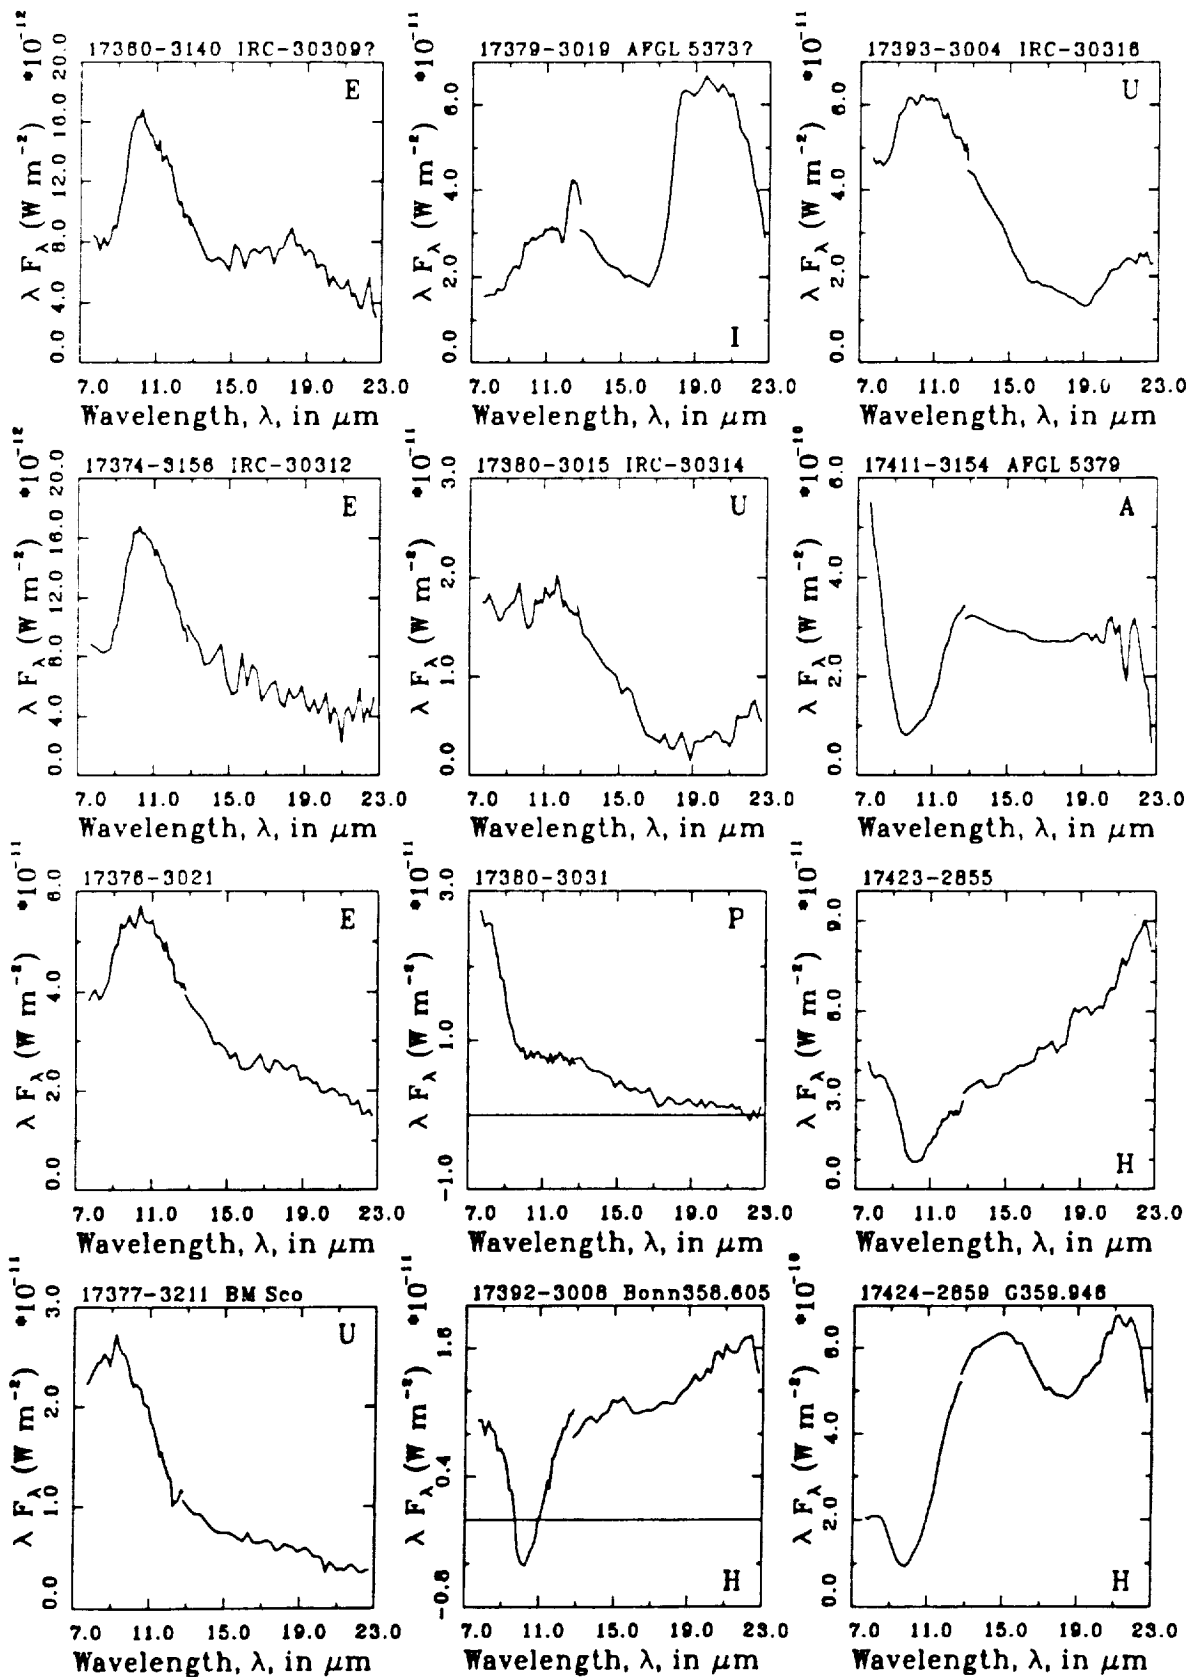 *10⁻¹² *10⁻¹¹ *10⁻¹¹
17360-3140 IRC-30309? 17379-3019 AFGL 5373? 17393-3004 IRC-30316
λ F_λ (W m⁻²) 0.0 4.0 8.0 12.0 16.0 20.0 E
λ F_λ (W m⁻²) 0.0 2.0 4.0 6.0 I
λ F_λ (W m⁻²) 0.0 2.0 4.0 6.0 U
7.0 11.0 15.0 19.0 23.0 7.0 11.0 15.0 19.0 23.0 7.0 11.0 15.0 19.0 23.0
Wavelength, λ, in μm Wavelength, λ, in μm Wavelength, λ, in μm
*10⁻¹² *10⁻¹¹ *10⁻¹⁰
17374-3156 IRC-30312 17380-3015 IRC-30314 17411-3154 AFGL 5379
λ F_λ (W m⁻²) 0.0 4.0 8.0 12.0 16.0 20.0 E
λ F_λ (W m⁻²) 0.0 1.0 2.0 3.0 U
λ F_λ (W m⁻²) 0.0 2.0 4.0 6.0 A
7.0 11.0 15.0 19.0 23.0 7.0 11.0 15.0 19.0 23.0 7.0 11.0 15.0 19.0 23.0
Wavelength, λ, in μm Wavelength, λ, in μm Wavelength, λ, in μm
*10⁻¹¹ *10⁻¹¹ *10⁻¹¹
17376-3021 17380-3031 17423-2855
λ F_λ (W m⁻²) 0.0 2.0 4.0 6.0 E
λ F_λ (W m⁻²) -1.0 1.0 3.0 P
λ F_λ (W m⁻²) 0.0 3.0 6.0 9.0 H
7.0 11.0 15.0 19.0 23.0 7.0 11.0 15.0 19.0 23.0 7.0 11.0 15.0 19.0 23.0
Wavelength, λ, in μm Wavelength, λ, in μm Wavelength, λ, in μm
*10⁻¹¹ *10⁻¹¹ *10⁻¹⁰
17377-3211 BM Sco 17392-3008 Bonn358.605 17424-2859 G359.946
λ F_λ (W m⁻²) 0.0 1.0 2.0 3.0 U
λ F_λ (W m⁻²) -0.8 0.4 1.6 H
λ F_λ (W m⁻²) 0.0 2.0 4.0 6.0 H
7.0 11.0 15.0 19.0 23.0 7.0 11.0 15.0 19.0 23.0 7.0 11.0 15.0 19.0 23.0
Wavelength, λ, in μm Wavelength, λ, in μm Wavelength, λ, in μm